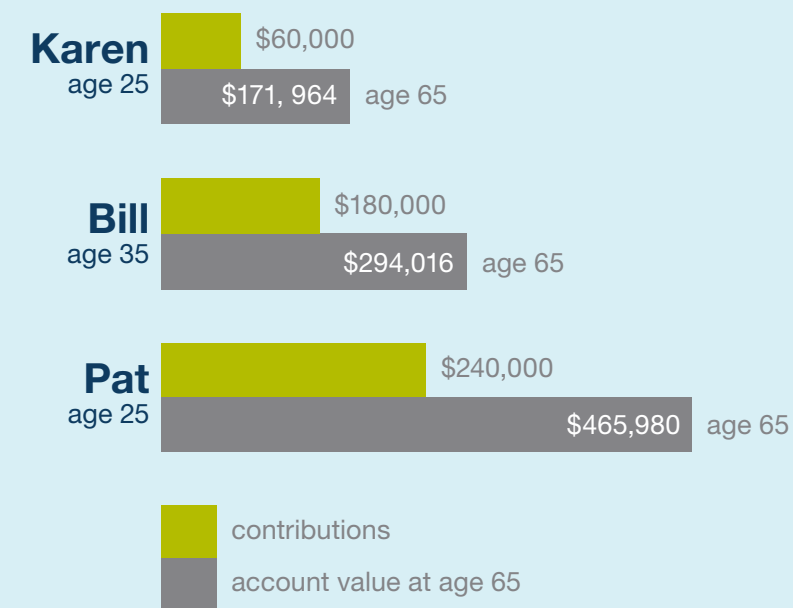 Karen
age 25
$60,000
$171, 964
age 65
Bill
age 35
$180,000
$294,016
age 65
Pat
age 25
$240,000
$465,980
age 65
contributions
account value at age 65